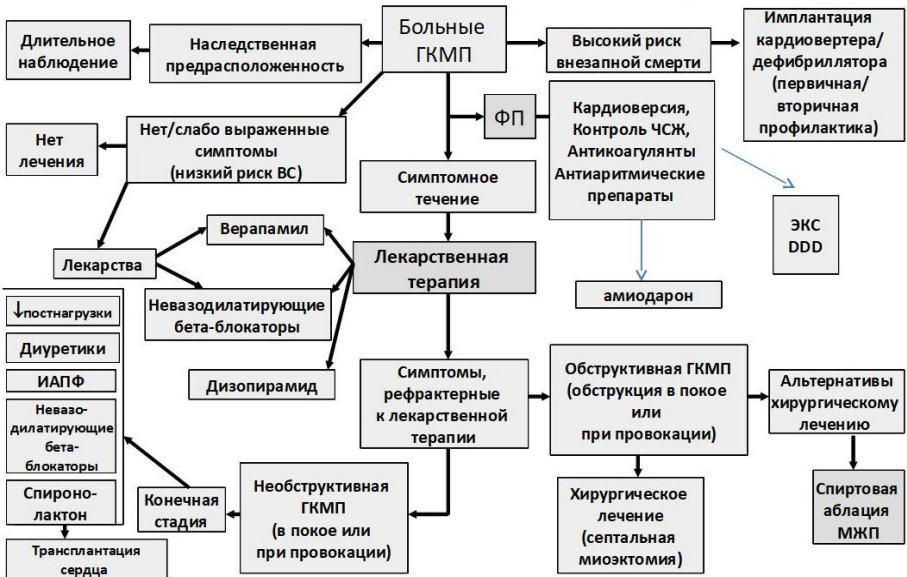 Больные
ГКМП
Длительное
наблюдение
Наследственная
предрасположенность
Высокий риск
внезапной смерти
Имплантация
кардиовертера/
дефибриллятора
(первичная/
вторичная
профилактика)
Нет
лечения
Нет/слабо выраженные
симптомы
(низкий риск ВС)
ФП
Кардиоверсия,
Контроль ЧСЖ,
Антикоагулянты
Антиаритмические
препараты
Симптомное
течение
ЭКС
DDD
Верапамил
Лекарства
Лекарственная
терапия
амиодарон
Невазодилатирующие
бета-блокаторы
Дизопирамид
↓постнагрузки
Диуретики
ИАПФ
Невазо-
дилатирующие
бета-
блокаторы
Спироно-
лактон
Трансплантация
сердца
Симптомы,
рефрактерные
к лекарственной
терапии
Обструктивная ГКМП
(обструкция в покое
или
при провокации)
Альтернативы
хирургическому
лечению
Конечная
стадия
Необструктивная
ГКМП
(в покое или
при провокации)
Хирургическое
лечение
(септальная
миоэктомия)
Спиртовая
аблация
МЖП